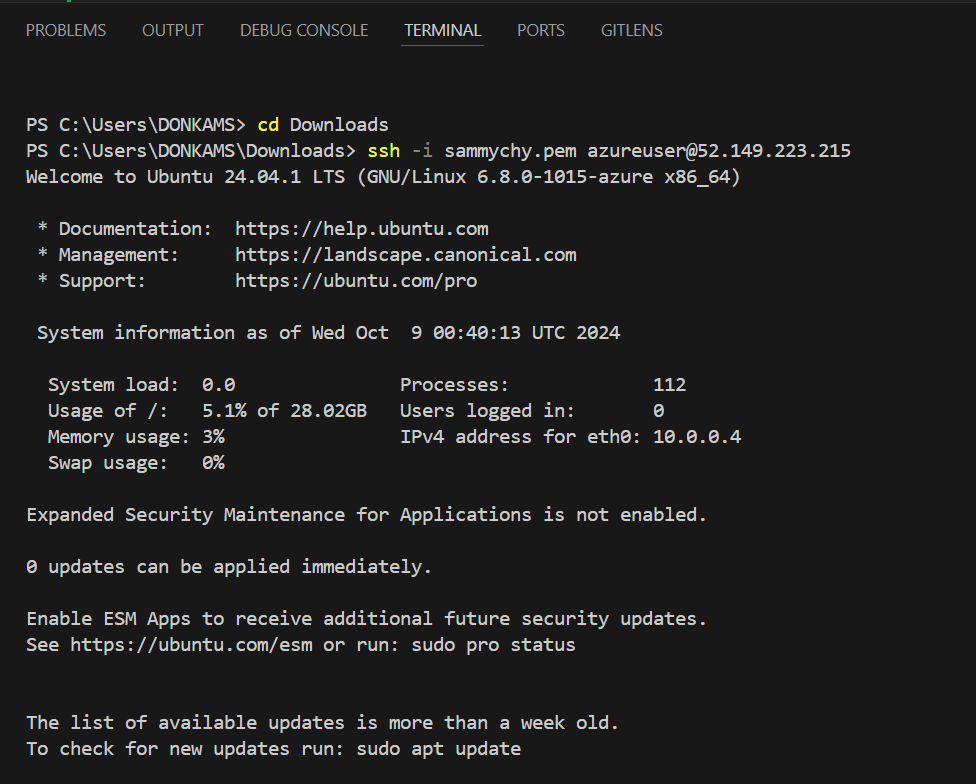 PROBLEMS OUTPUT DEBUG CONSOLE TERMINAL PORTS GITLENS
PS C:\Users\DONKAMS> cd Downloads
PS C:\Users\DONKAMS\Downloads> ssh -i sammychy.pem azureuser@52.149.223.215
Welcome to Ubuntu 24.04.1 LTS (GNU/Linux 6.8.0-1015-azure x86_64)
* Documentation: https://help.ubuntu.com
* Management: https://landscape.canonical.com
* Support: https://ubuntu.com/pro
System information as of Wed Oct 9 00:40:13 UTC 2024
System load: 0.0 Processes: 112
Usage of /: 5.1% of 28.02GB Users logged in: 0
Memory usage: 3% IPv4 address for eth0: 10.0.0.4
Swap usage: 0%
Expanded Security Maintenance for Applications is not enabled.
0 updates can be applied immediately.
Enable ESM Apps to receive additional future security updates.
See https://ubuntu.com/esm or run: sudo pro status
The list of available updates is more than a week old.
To check for new updates run: sudo apt update